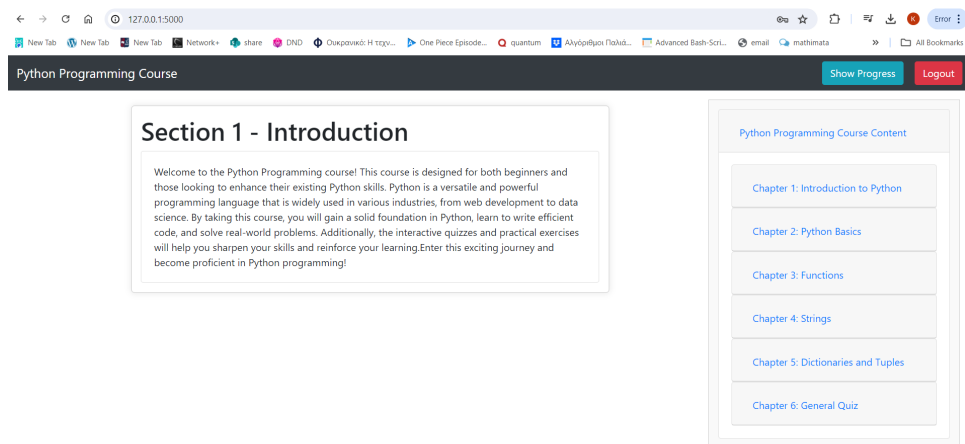 127.0.0.1:5000
Error
New Tab New Tab New Tab Network+ share DND Ουκρανικό: Η τεχν... One Piece Episode... quantum Αλγόριθμοι Παλιά... Advanced Bash-Scri... email mathimata » All Bookmarks
Python Programming Course Show Progress Logout
Section 1 - Introduction
Welcome to the Python Programming course! This course is designed for both beginners and
those looking to enhance their existing Python skills. Python is a versatile and powerful
programming language that is widely used in various industries, from web development to data
science. By taking this course, you will gain a solid foundation in Python, learn to write efficient
code, and solve real-world problems. Additionally, the interactive quizzes and practical exercises
will help you sharpen your skills and reinforce your learning.Enter this exciting journey and
become proficient in Python programming!
Python Programming Course Content
Chapter 1: Introduction to Python
Chapter 2: Python Basics
Chapter 3: Functions
Chapter 4: Strings
Chapter 5: Dictionaries and Tuples
Chapter 6: General Quiz